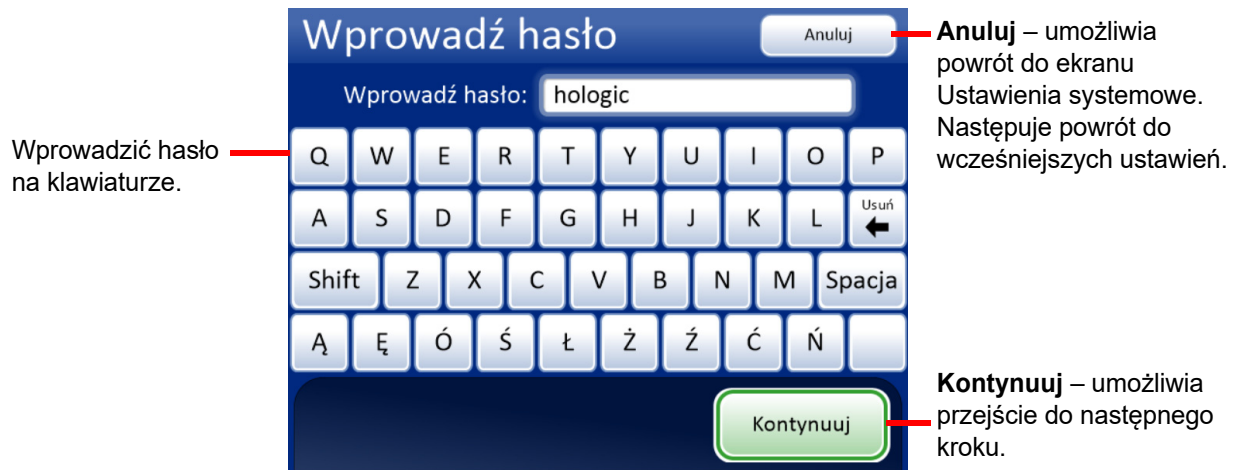 Wprowadź hasło
Anuluj
Wprowadź hasło: hologic
Q W E R T Y U I O P
A S D F G H J K L Usuń
Shift Z X C V B N M Spacja
Ą Ę Ó Ś Ł Ż Ź Ć Ń
Kontynuuj
Wprowadzić hasło
na klawiaturze.
Anuluj – umożliwia
powrót do ekranu
Ustawienia systemowe.
Następuje powrót do
wcześniejszych ustawień.
Kontynuuj – umożliwia
przejście do następnego
kroku.